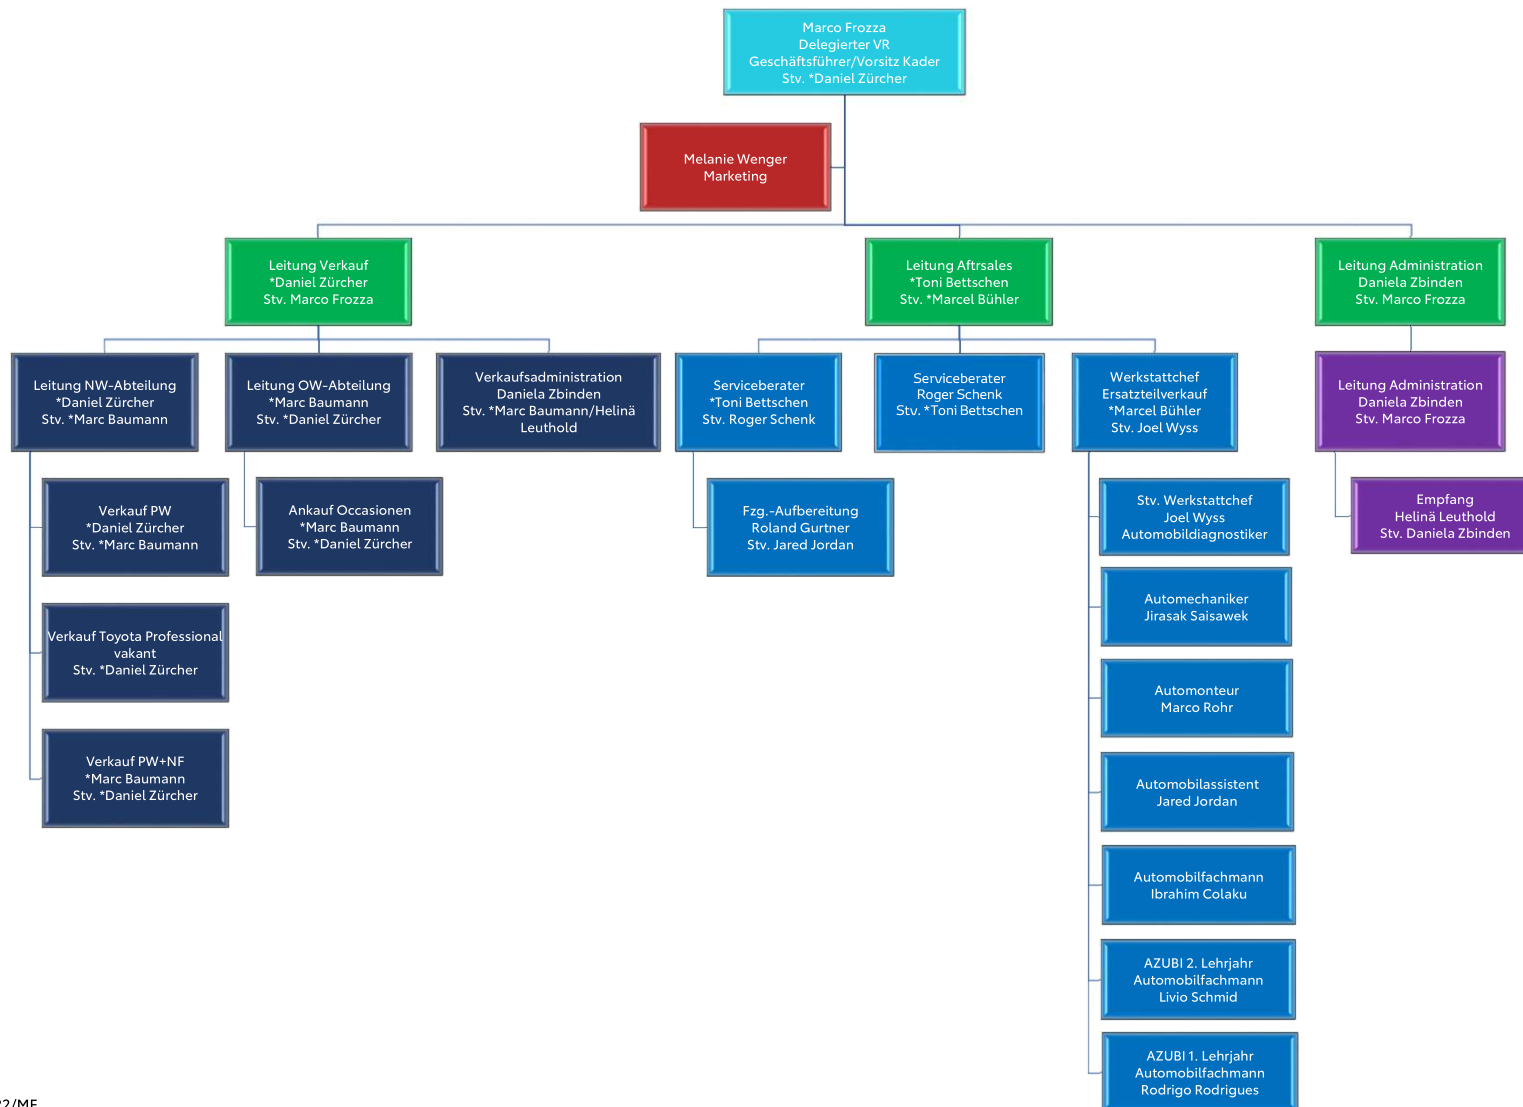 Marco Frozza
Delegierter VR
Geschäftsführer/Vorsitz Kader
Stv. *Daniel Zürcher
Melanie Wenger
Marketing
Leitung Verkauf
*Daniel Zürcher
Stv. Marco Frozza
Leitung Aftrsales
*Toni Bettschen
Stv. *Marcel Bühler
Leitung Administration
Daniela Zbinden
Stv. Marco Frozza
Leitung NW-Abteilung
*Daniel Zürcher
Stv. *Marc Baumann
Leitung OW-Abteilung
*Marc Baumann
Stv. *Daniel Zürcher
Verkaufsadministration
Daniela Zbinden
Stv. *Marc Baumann/Helinä
Leuthold
Serviceberater
*Toni Bettschen
Stv. Roger Schenk
Serviceberater
Roger Schenk
Stv. *Toni Bettschen
Werkstattchef
Ersatzteilverkauf
*Marcel Bühler
Stv. Joel Wyss
Leitung Administration
Daniela Zbinden
Stv. Marco Frozza
Verkauf PW
*Daniel Zürcher
Stv. *Marc Baumann
Ankauf Occasionen
*Marc Baumann
Stv. *Daniel Zürcher
Fzg.-Aufbereitung
Roland Gurtner
Stv. Jared Jordan
Stv. Werkstattchef
Joel Wyss
Automobildiagnostiker
Empfang
Helinä Leuthold
Stv. Daniela Zbinden
Verkauf Toyota Professional
vakant
Stv. *Daniel Zürcher
Automechaniker
Jirasak Saisawek
Automonteur
Marco Rohr
Verkauf PW+NF
*Marc Baumann
Stv. *Daniel Zürcher
Automobilassistent
Jared Jordan
Automobilfachmann
Ibrahim Colaku
AZUBI 2. Lehrjahr
Automobilfachmann
Livio Schmid
AZUBI 1. Lehrjahr
Automobilfachmann
Rodrigo Rodrigues